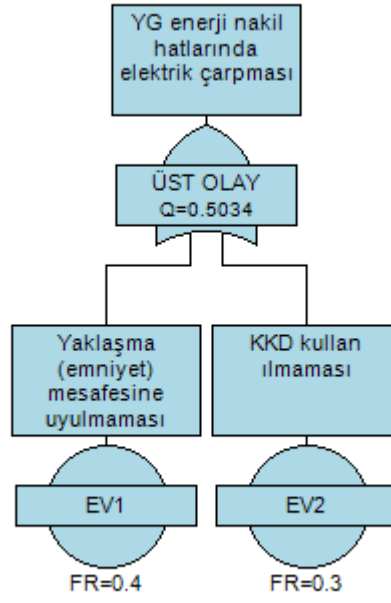 YG enerji nakil
hatlarında
elektrik çarpması
ÜST OLAY
Q=0.5034
Yaklaşma
(emniyet)
mesafesine
uyulmaması
KKD kullan
ılmaması
EV1
EV2
FR=0.4
FR=0.3